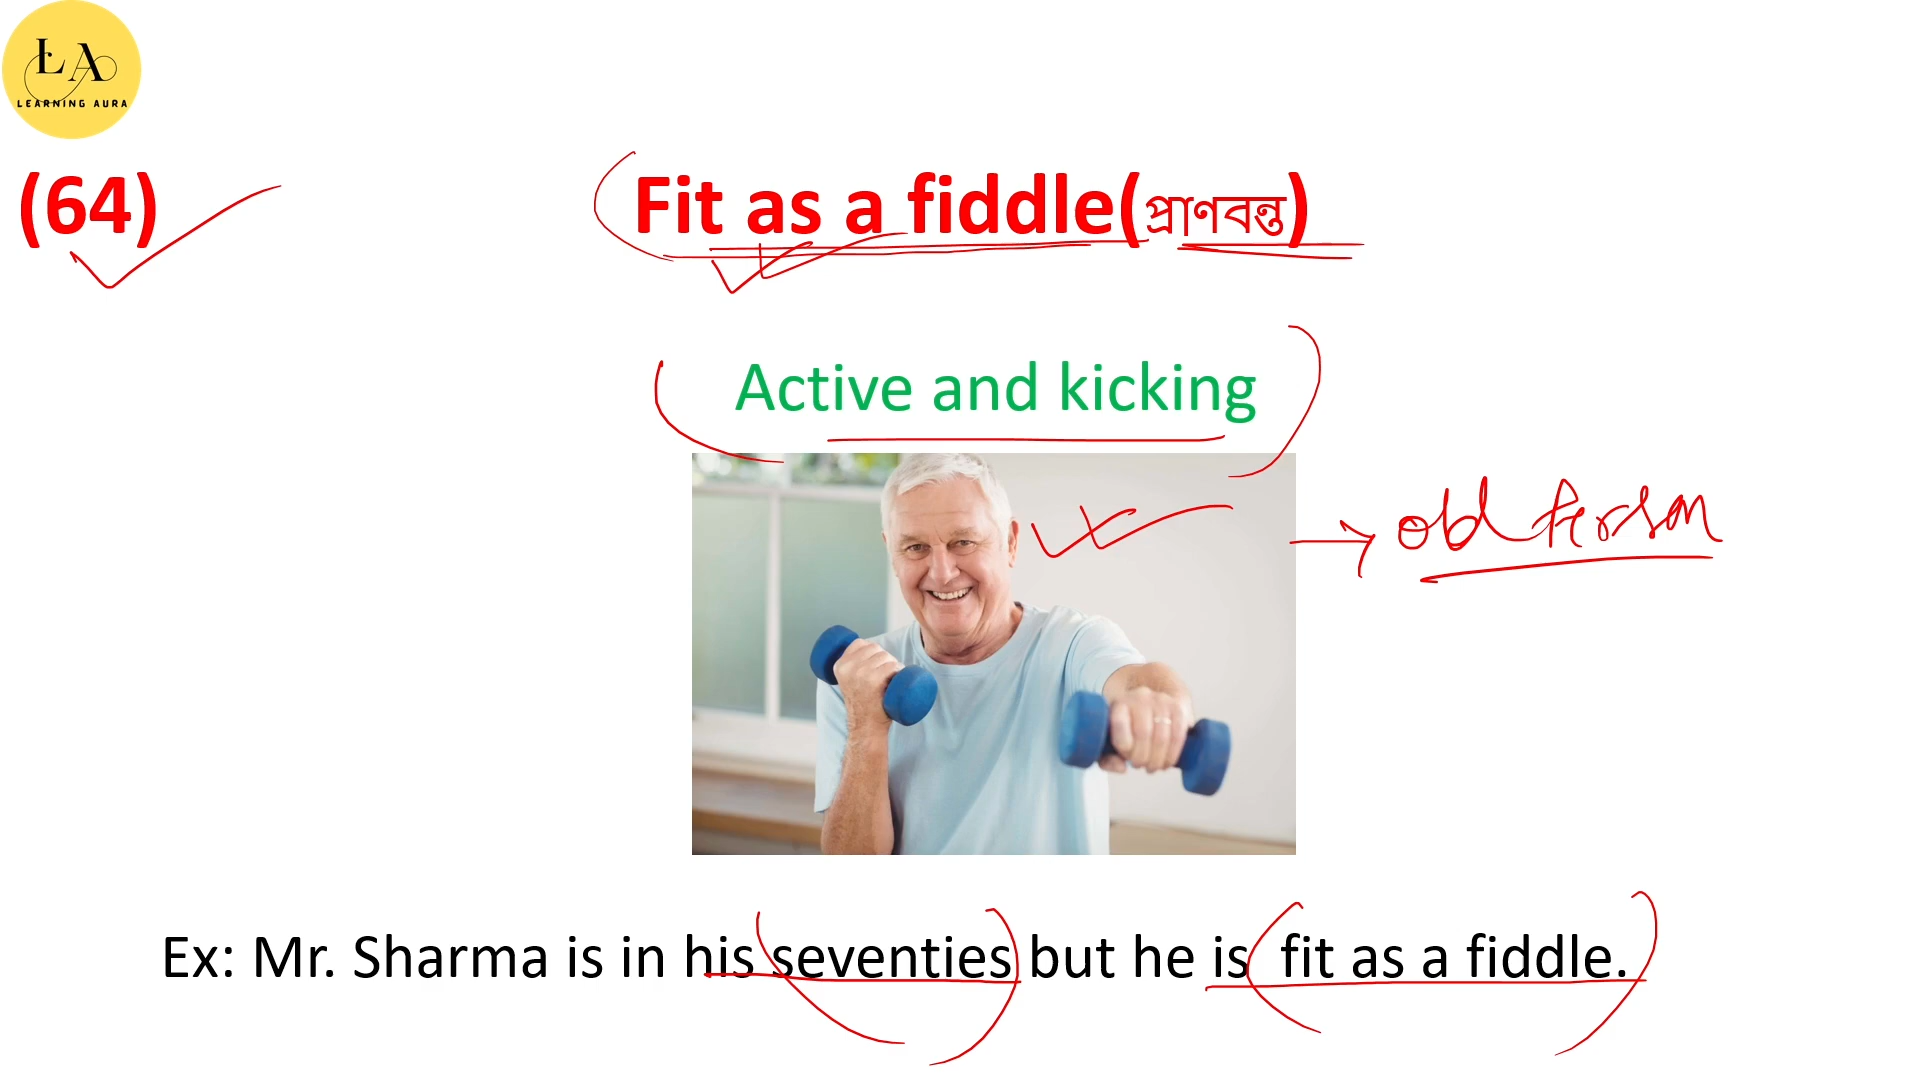 LA
LEARNING AURA
(64)
Fit as a fiddle(প্রাণবন্ত)
Active and kicking
old Person
Ex: Mr. Sharma is in his seventies but he is fit as a fiddle.